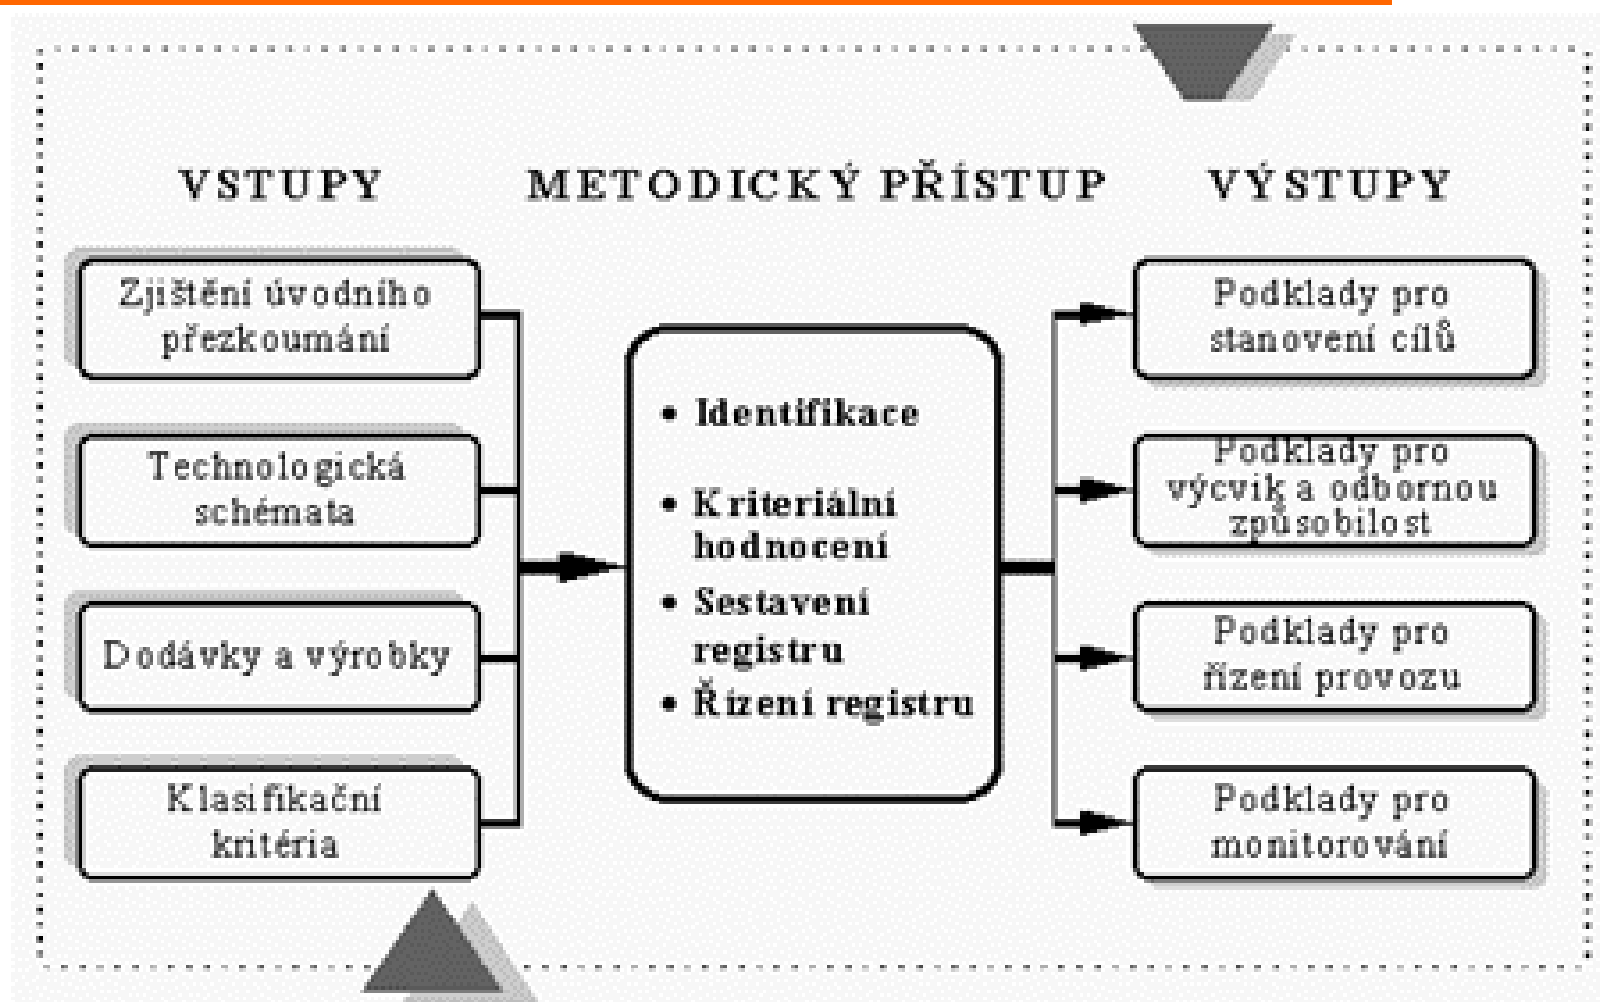 VSTUPY
METODICKÝ PŘÍSTUP
VÝSTUPY
Zjištění úvodního
přezkoumání
Technologická
schémata
Dodávky a výrobky
Klasifikační
kritéria
• Identifikace
• Kriteriální
hodnocení
• Sestavení
registru
• Řízení registru
Podklady pro
stanovení cílů
Podklady pro
výcvik a odbornou
způsobilost
Podklady pro
řízení provozu
Podklady pro
monitorování